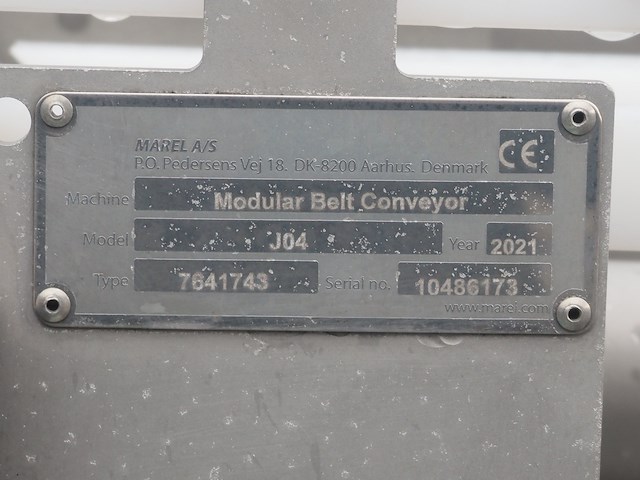 MAREL A/S
P.O. Pedersens Vej 18. DK-8200 Aarhus. Denmark
CE
Machine Modular Belt Conveyor
Model J04 Year 2021
Type 7641743 Serial no. 10486173
www.marel.com